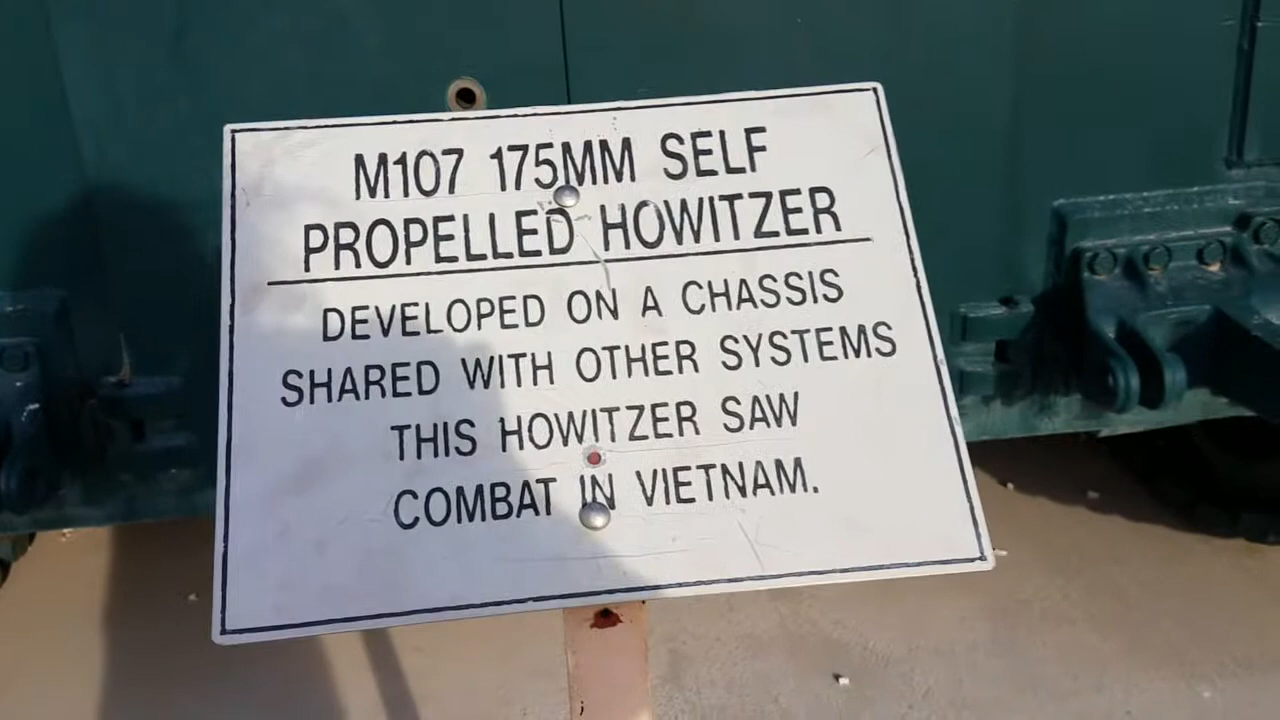 M107 175MM SELF
PROPELLED HOWITZER
DEVELOPED ON A CHASSIS
SHARED WITH OTHER SYSTEMS
THIS HOWITZER SAW
COMBAT IN VIETNAM.